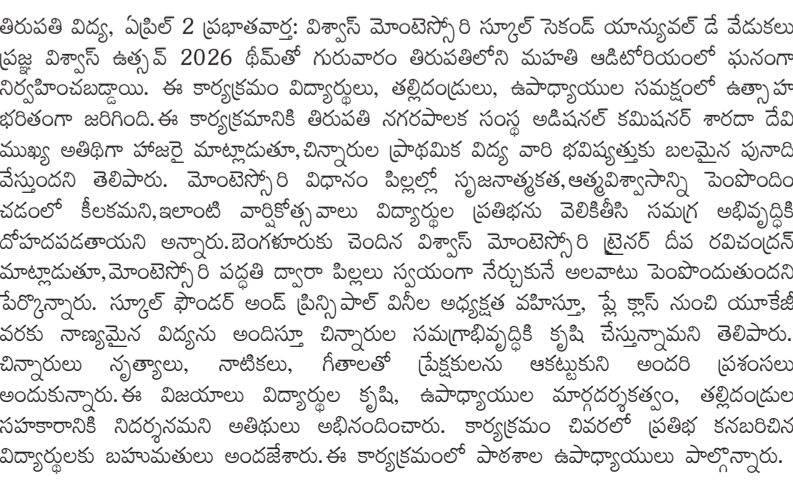 తిరుపతి విద్య, ఏప్రిల్ 2 ప్రభాతవార్త: విశ్వాస్ మోంటెస్సోరి స్కూల్ సెకండ్ యాన్యువల్ డే వేడుకలు
ప్రజ్ఞ విశ్వాస్ ఉత్సవ్ 2026 థీమ్‌తో గురువారం తిరుపతిలోని మహతి ఆడిటోరియంలో ఘనంగా
నిర్వహించబడ్డాయి. ఈ కార్యక్రమం విద్యార్థులు, తల్లిదండ్రులు, ఉపాధ్యాయుల సమక్షంలో ఉత్సాహ
భరితంగా జరిగింది.ఈ కార్యక్రమానికి తిరుపతి నగరపాలక సంస్థ అడిషనల్ కమిషనర్ శారదా దేవి
ముఖ్య అతిథిగా హాజరై మాట్లాడుతూ,చిన్నారుల ప్రాథమిక విద్య వారి భవిష్యత్తుకు బలమైన పునాది
వేస్తుందని తెలిపారు. మోంటెస్సోరి విధానం పిల్లల్లో సృజనాత్మకత,ఆత్మవిశ్వాసాన్ని పెంపొందిం
చడంలో కీలకమని,ఇలాంటి వార్షికోత్సవాలు విద్యార్థుల ప్రతిభను వెలికితీసి సమగ్ర అభివృద్ధికి
దోహదపడతాయని అన్నారు.బెంగళూరుకు చెందిన విశ్వాస్ మోంటెస్సోరి ట్రైనర్ దీప రవిచంద్రన్
మాట్లాడుతూ,మోంటెస్సోరి పద్ధతి ద్వారా పిల్లలు స్వయంగా నేర్చుకునే అలవాటు పెంపొందుతుందని
పేర్కొన్నారు. స్కూల్ ఫౌండర్ అండ్ ప్రిన్సిపాల్ వినీల అధ్యక్షత వహిస్తూ, ప్లే క్లాస్ నుంచి యూకేజీ
వరకు నాణ్యమైన విద్యను అందిస్తూ చిన్నారుల సమగ్రాభివృద్ధికి కృషి చేస్తున్నామని తెలిపారు.
చిన్నారులు నృత్యాలు, నాటికలు, గీతాలతో ప్రేక్షకులను ఆకట్టుకుని అందరి ప్రశంసలు
అందుకున్నారు.ఈ విజయాలు విద్యార్థుల కృషి, ఉపాధ్యాయుల మార్గదర్శకత్వం, తల్లిదండ్రుల
సహకారానికి నిదర్శనమని అతిథులు అభినందించారు. కార్యక్రమం చివరలో ప్రతిభ కనబరిచిన
విద్యార్థులకు బహుమతులు అందజేశారు.ఈ కార్యక్రమంలో పాఠశాల ఉపాధ్యాయులు పాల్గొన్నారు.